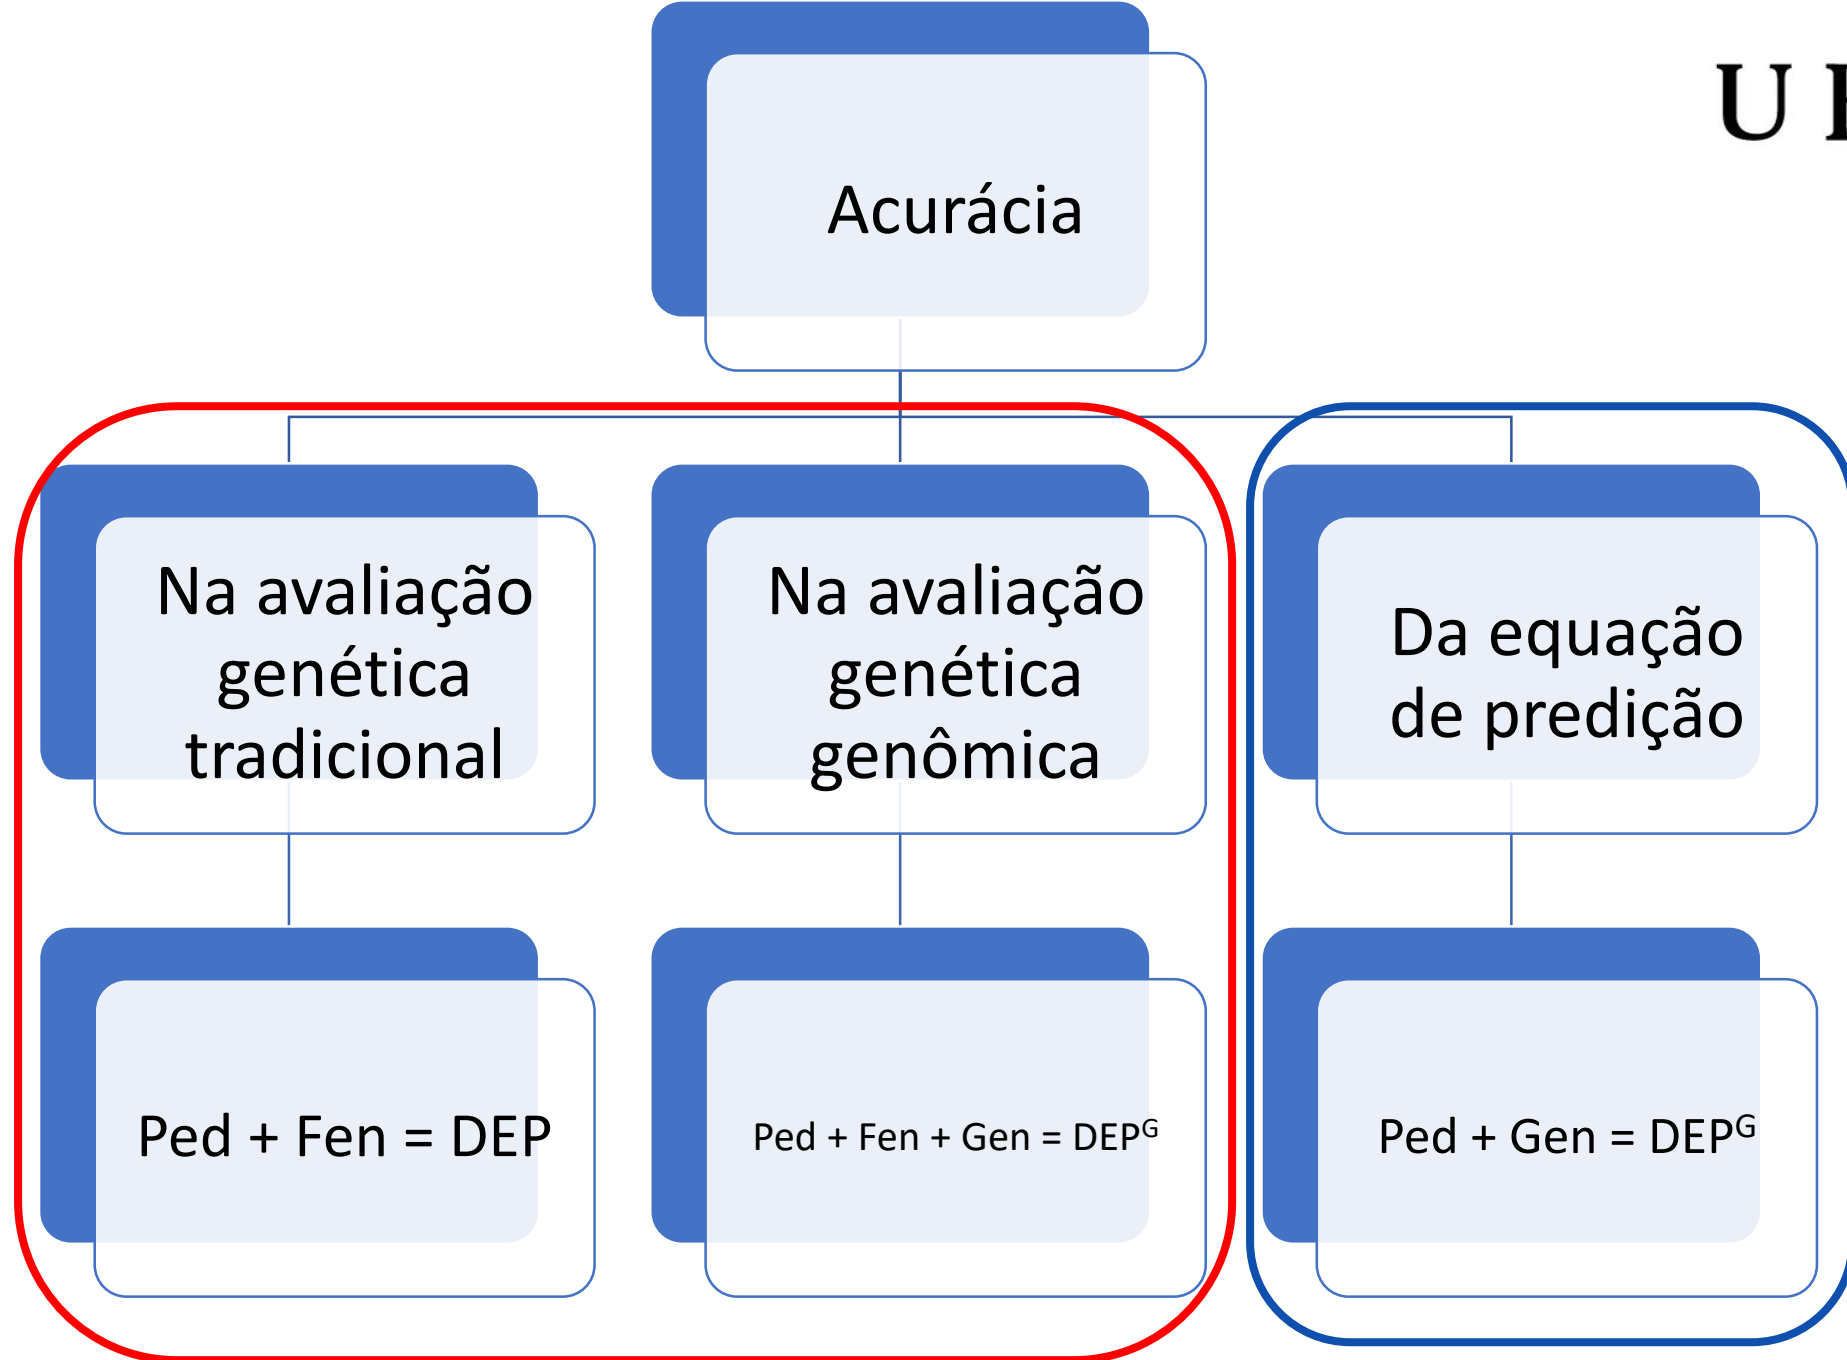 Acurácia
U
Na avaliação
genética
tradicional
Na avaliação
genética
genômica
Da equação
de predição
Ped + Fen = DEP
Ped + Fen + Gen = DEPᴳ
Ped + Gen = DEPᴳ